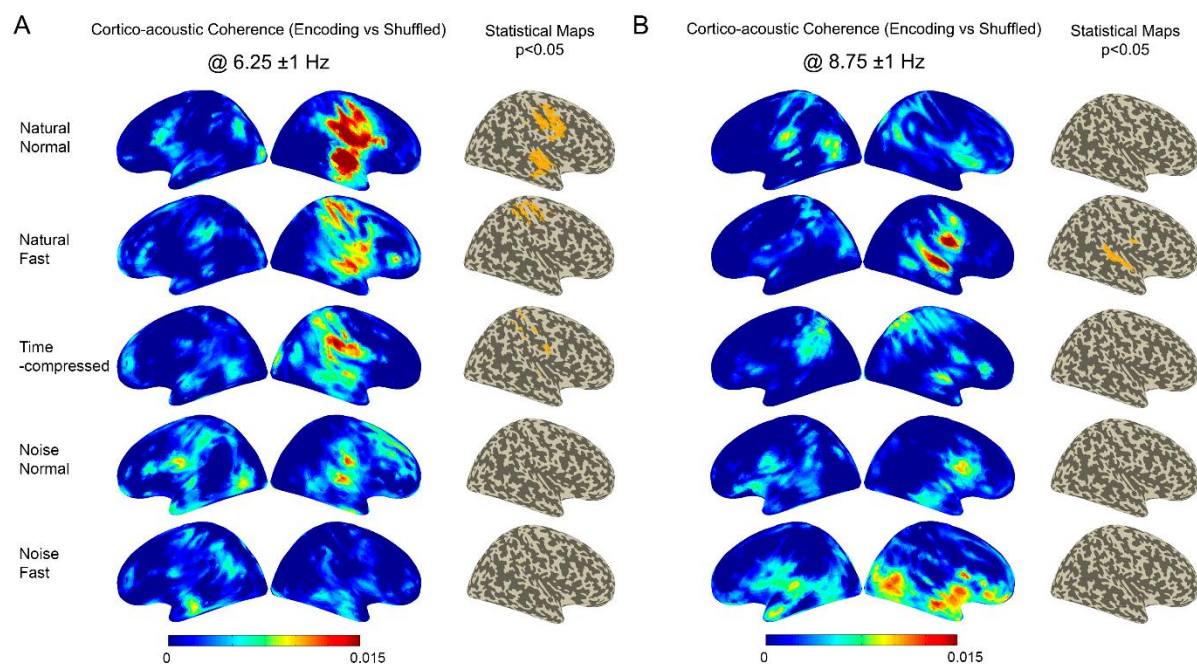 A
Cortico-acoustic Coherence (Encoding vs Shuffled)
@ 6.25 ±1 Hz
Statistical Maps
p<0.05
B
Cortico-acoustic Coherence (Encoding vs Shuffled)
@ 8.75 ±1 Hz
Statistical Maps
p<0.05
Natural
Normal
Natural
Fast
Time
-compressed
Noise
Normal
Noise
Fast
0
0.015
0
0.015